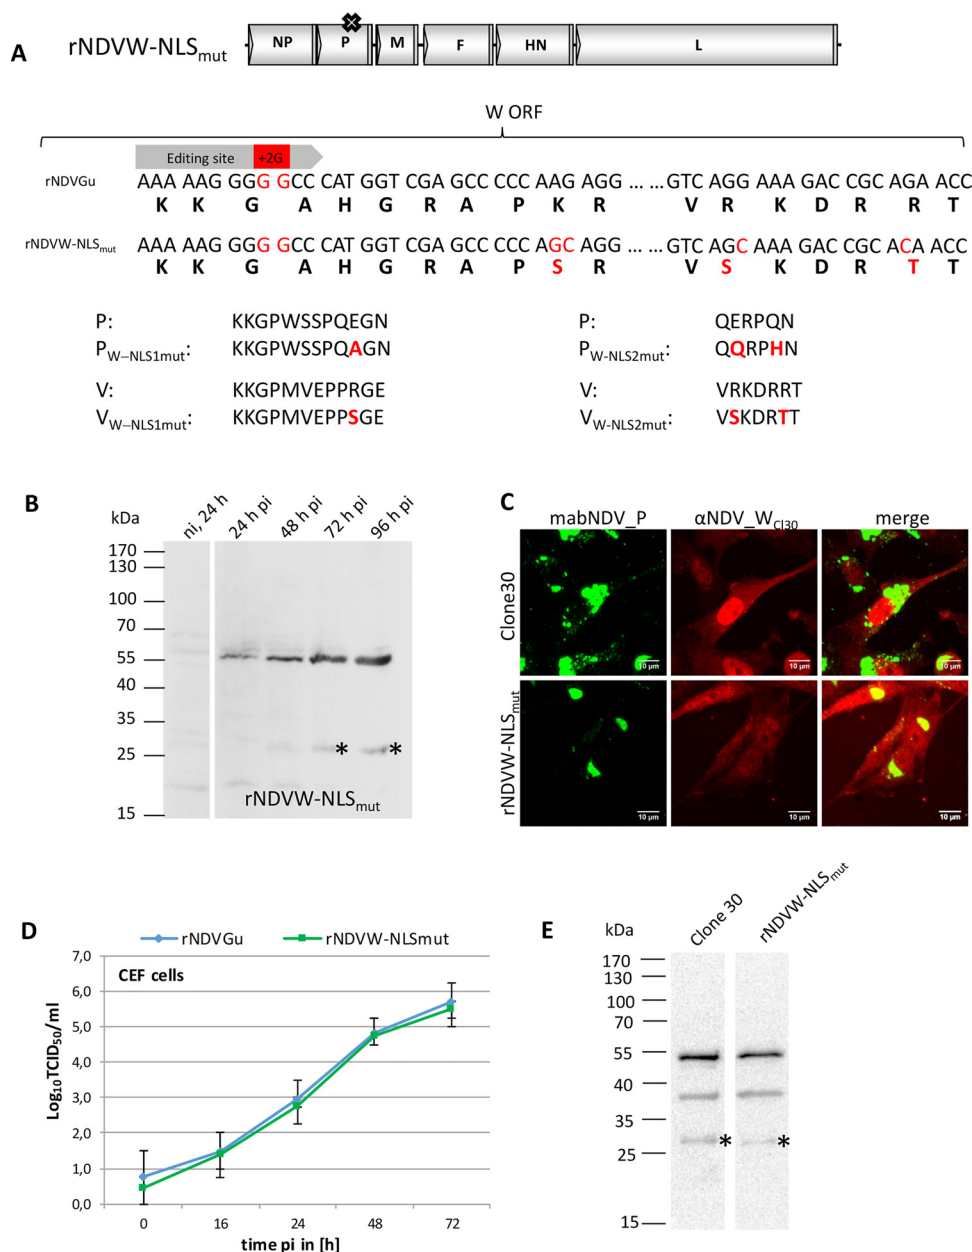 A
rNDVW-NLSmut
NP P M F HN L
W ORF
Editing site +2G
rNDVGu
AAA AAG GGG GCC CAT GGT CGA GCC CCC AAG AGG ... ...GTC AGG AAA GAC CGC AGA ACC
K K G A H G R A P K R V R K D R R T
rNDVW-NLSmut
AAA AAG GGG GCC CAT GGT CGA GCC CCC AGC AGG ... ...GTC AGC AAA GAC CGC ACA ACC
K K G A H G R A P S R V S K D R T T
P: KKGPWSSPQEGN P: QERPQN
PW–NLS1mut: KKGPWSSPQAGN PW-NLS2mut: QQRPHN
V: KKGPMVEPPRGE V: VRKDRRT
VW–NLS1mut: KKGPMVEPPSGE VW-NLS2mut: VSKDRTT
B
kDa
ni, 24 h
24 h pi
48 h pi
72 h pi
96 h pi
170
130
100
70
55
40
35
25 * *
15
rNDVW-NLSmut
C
mabNDV_P αNDV_WCl30 merge
Clone30
10 µm 10 µm 10 µm
rNDVW-NLSmut
10 µm 10 µm 10 µm
D
rNDVGu rNDVW-NLSmut
CEF cells
Log10TCID50/ml
7,0
6,0
5,0
4,0
3,0
2,0
1,0
0,0
0 16 24 48 72
time pi in [h]
E
kDa
Clone 30
rNDVW-NLSmut
170
130
100
70
55
40
35
25 * *
15